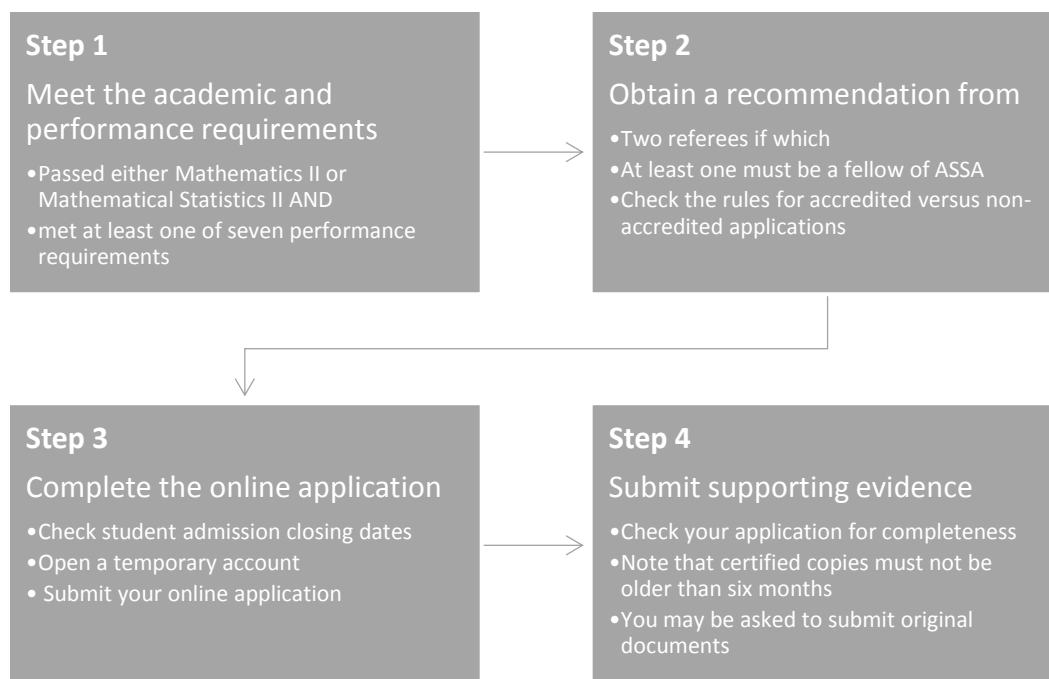 Step 1
Meet the academic and
performance requirements
•Passed either Mathematics II or
Mathematical Statistics II AND
•met at least one of seven performance
requirements
Step 2
Obtain a recommendation from
•Two referees if which
•At least one must be a fellow of ASSA
•Check the rules for accredited versus non-
accredited applications
Step 3
Complete the online application
•Check student admission closing dates
•Open a temporary account
• Submit your online application
Step 4
Submit supporting evidence
•Check your application for completeness
•Note that certified copies must not be
older than six months
•You may be asked to submit original
documents